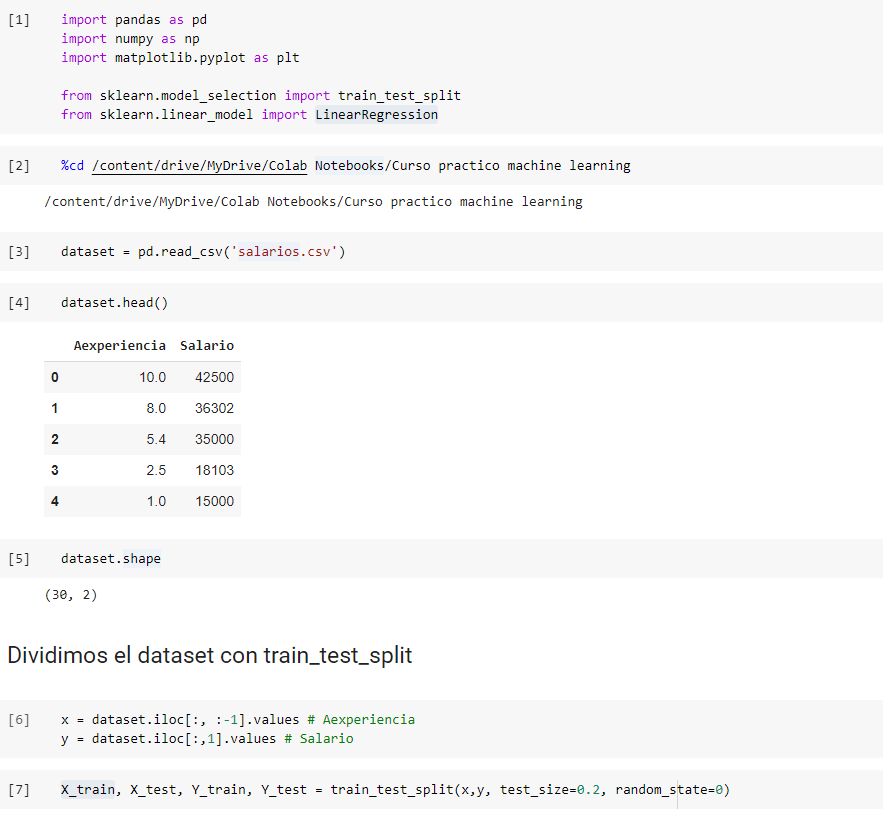 [1] import pandas as pd
import numpy as np
import matplotlib.pyplot as plt
from sklearn.model_selection import train_test_split
from sklearn.linear_model import LinearRegression
[2] %cd /content/drive/MyDrive/Colab Notebooks/Curso practico machine learning
/content/drive/MyDrive/Colab Notebooks/Curso practico machine learning
[3] dataset = pd.read_csv('salarios.csv')
[4] dataset.head()
Aexperiencia Salario
0 10.0 42500
1 8.0 36302
2 5.4 35000
3 2.5 18103
4 1.0 15000
[5] dataset.shape
(30, 2)
Dividimos el dataset con train_test_split
[6] x = dataset.iloc[:, :-1].values # Aexperiencia
y = dataset.iloc[:,1].values # Salario
[7] X_train, X_test, Y_train, Y_test = train_test_split(x,y, test_size=0.2, random_state=0)